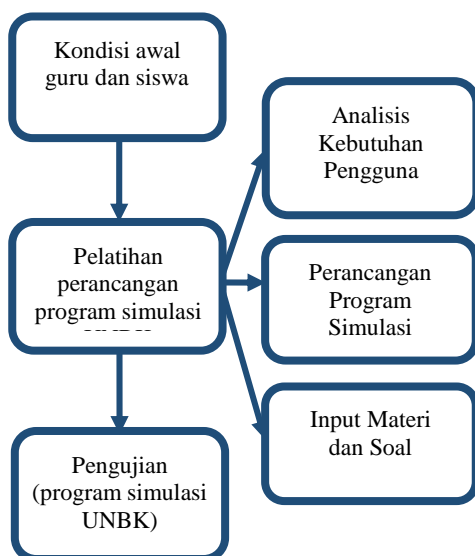 Kondisi awal
guru dan siswa
Analisis
Kebutuhan
Pengguna
Pelatihan
perancangan
program simulasi
Perancangan
Program
Simulasi
Input Materi
dan Soal
Pengujian
(program simulasi
UNBK)